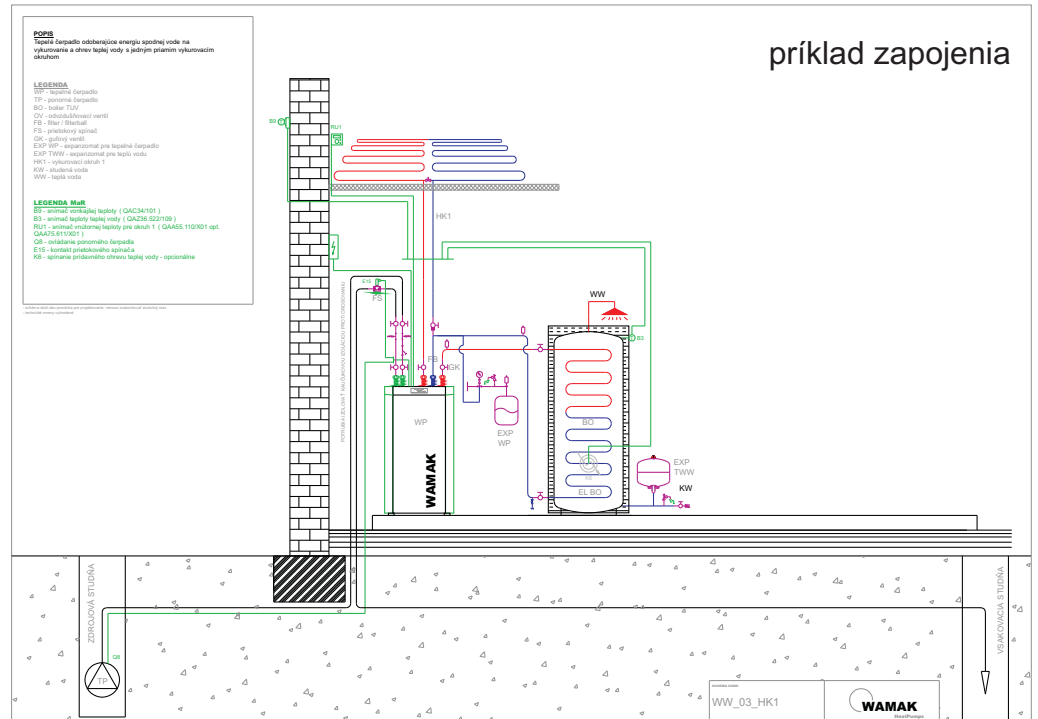 POPIS
Tepelé čerpadlo odoberajúce energiu spodnej vode na
vykurovanie a ohrev teplej vody s jedným priamim vykurovacím
okruhom
LEGENDA
WP - tepelné čerpadlo
TP - ponorné čerpadlo
BO - boiler TUV
OV - odvzdušňovací ventil
FB - filter / filterball
FS - prietokový spínač
GK - guľový ventil
EXP WP - expanzomat pre tepelné čerpadlo
EXP TWW - expanzomat pre teplú vodu
HK1 - vykurovací okruh 1
KW - studená voda
WW - teplá voda
LEGENDA MaR
B9 - snímač vonkajšej teploty ( QAC34/101 )
B3 - snímač teploty teplej vody ( QAZ36.522/109 )
RU1 - snímač vnútornej teploty pre okruh 1 ( QAA55.110/X01 opt.
QAA75.611/X01 )
Q8 - ovládanie ponorného čerpadla
E15 - kontakt prietokového spínača
K6 - spínanie prídavného ohrevu teplej vody - opcionálne
príklad zapojenia
B9
RU1
HK1
E15
FS
WW
B3
FB
GK
WP
EXP
WP
BO
EXP
TWW
K6
EL BO
KW
WAMAK
ZDROJOVÁ STUDŇA
VSAKOVACIA STUDŇA
Q8
TP
WW_03_HK1
WAMAK
HeatPumps